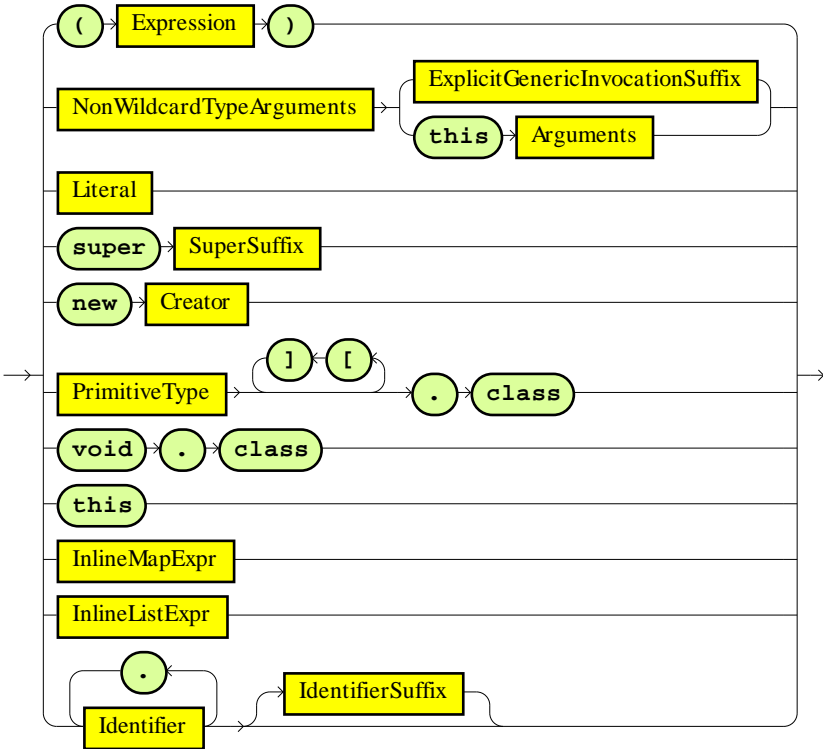 ( Expression )
ExplicitGenericInvocationSuffix
NonWildcardTypeArguments
this Arguments
Literal
super SuperSuffix
new Creator
] [
PrimitiveType . class
void . class
this
InlineMapExpr
InlineListExpr
.
IdentifierSuffix
Identifier